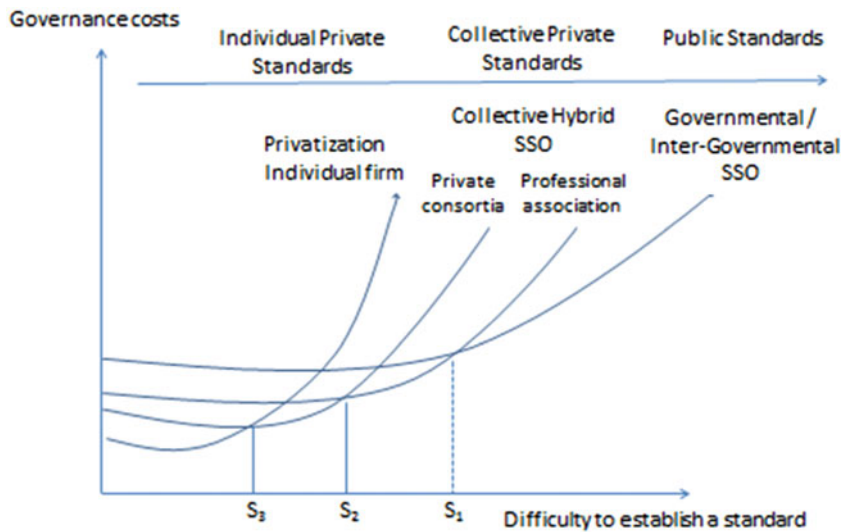 Governance costs
Individual Private
Standards
Collective Private
Standards
Public Standards
Privatization
Individual firm
Collective Hybrid
SSO
Private
consortia
Professional
association
Governmental /
Inter-Governmental
SSO
S₃
S₂
S₁
Difficulty to establish a standard